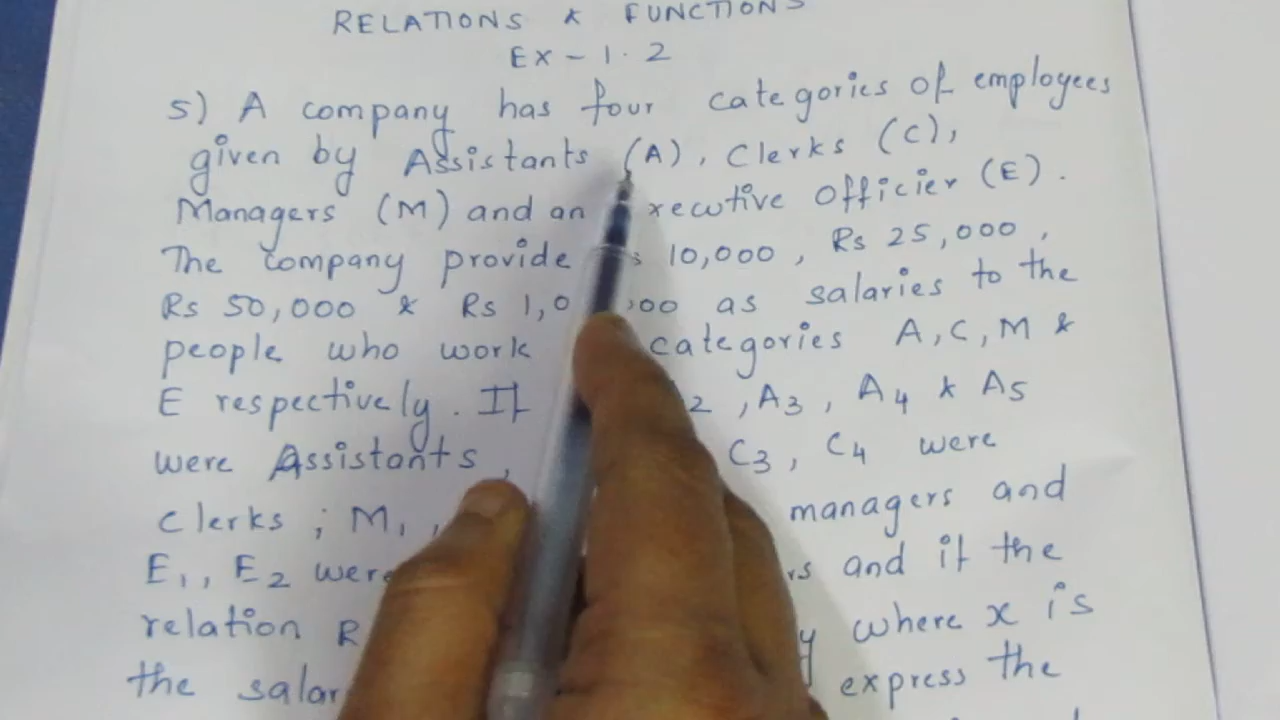 RELATIONS & FUNCTIONS
EX - 1.2
5) A company has four categories of employees
given by Assistants (A), Clerks (C),
Managers (M) and an xecutive Officier (E).
The company provide s 10,000, Rs 25,000,
Rs 50,000 & Rs 1,0 00 as salaries to the
people who work categories A, C, M &
E respectively. If 2, A3, A4 & A5
were Assistants, C3, C4 were
Clerks; M1, managers and
E1, E2 were rs and if the
relation R y where x is
the salar express the